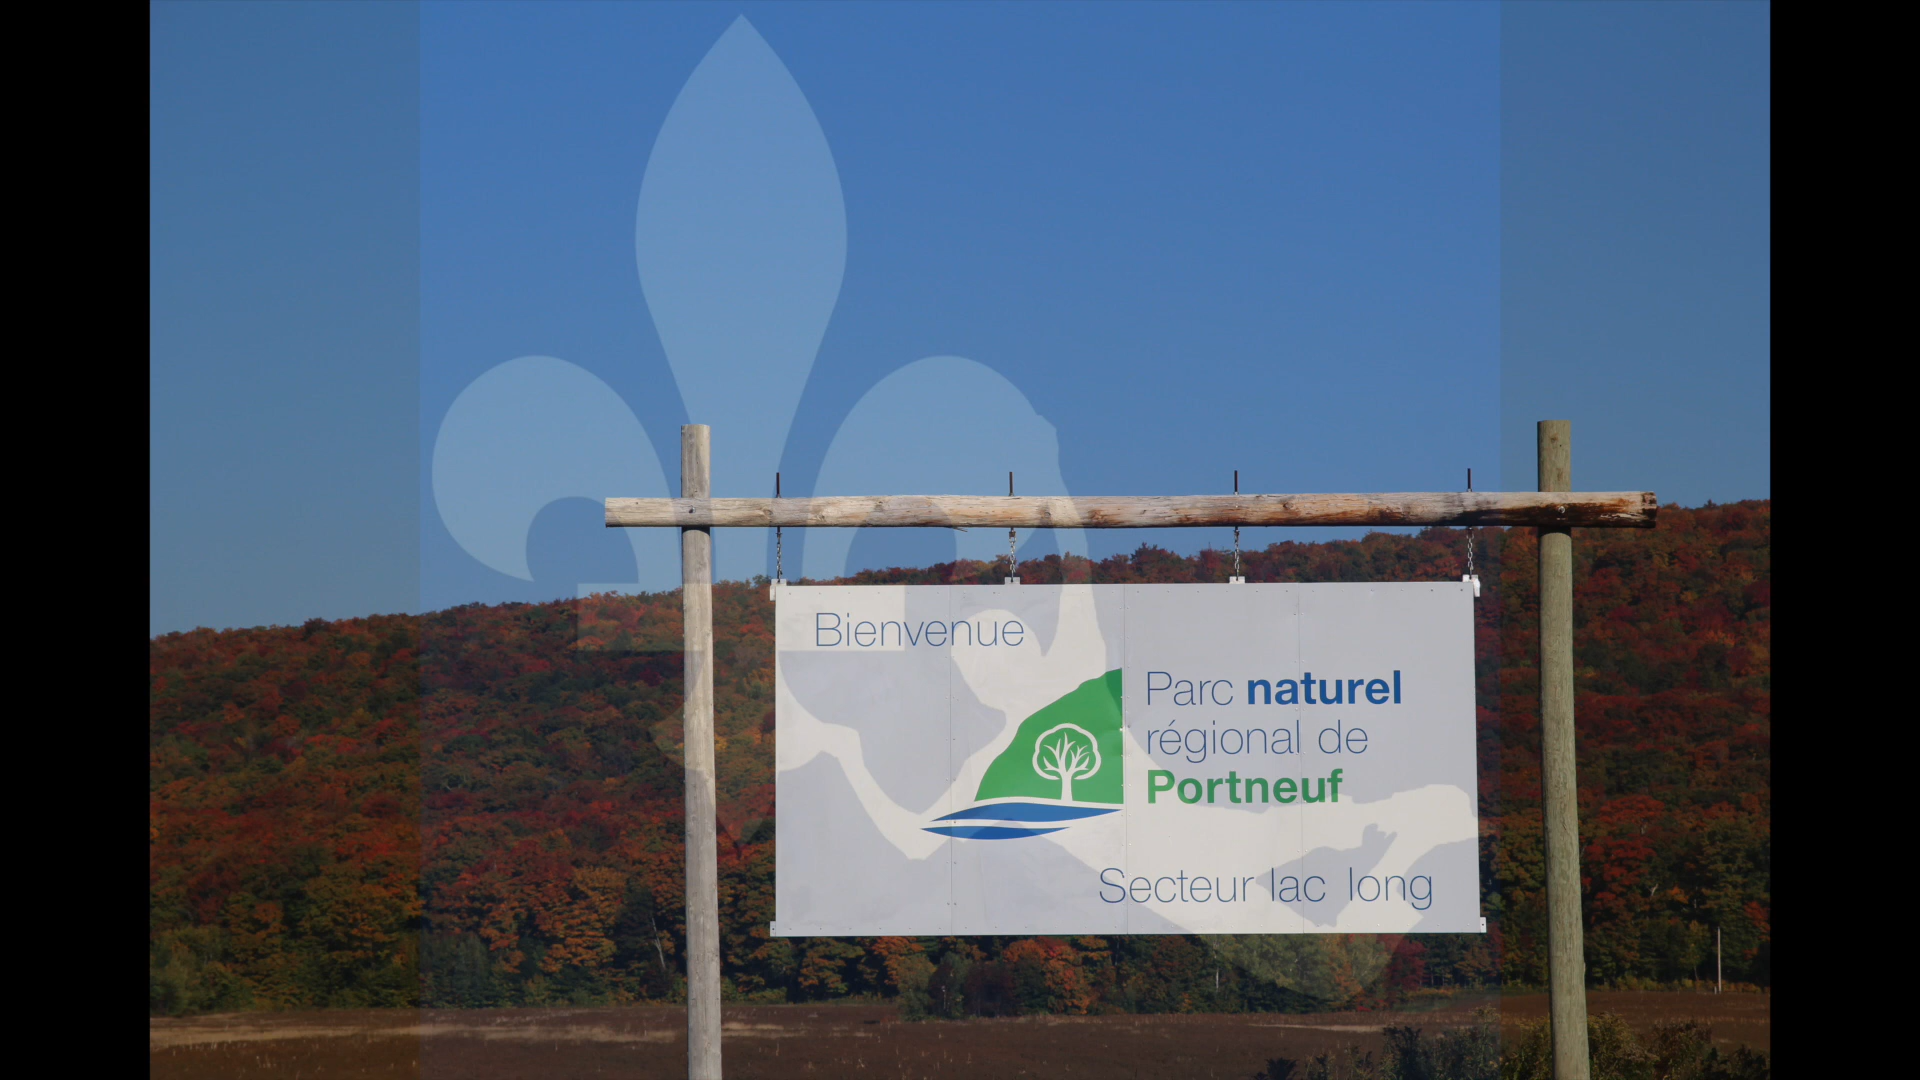 Bienvenue
Parc naturel
régional de
Portneuf
Secteur lac long